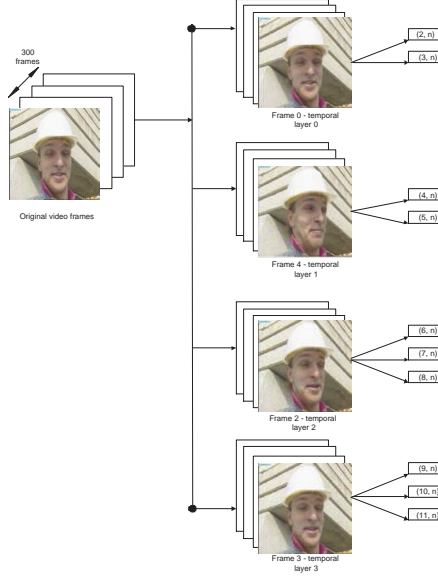 300
frames
Original video frames
(2, n)
(3, n)
Frame 0 - temporal
layer 0
(4, n)
(5, n)
Frame 4 - temporal
layer 1
(6, n)
(7, n)
(8, n)
Frame 2 - temporal
layer 2
(9, n)
(10, n)
(11, n)
Frame 3 - temporal
layer 3